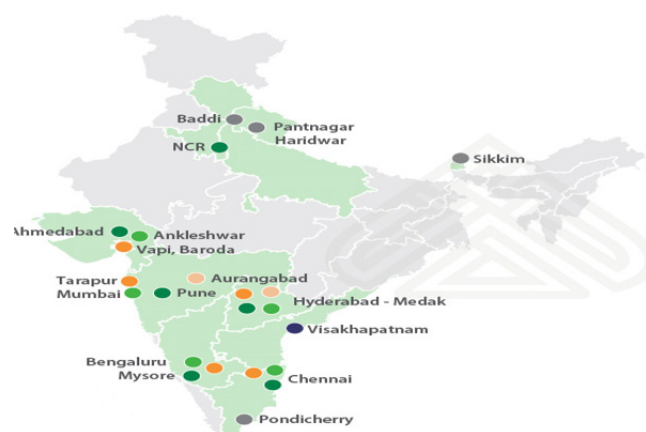 Baddi
Pantnagar
Haridwar
NCR
Sikkim
Ahmedabad
Ankleshwar
Vapi, Baroda
Tarapur
Aurangabad
Mumbai
Pune
Hyderabad - Medak
Visakhapatnam
Bengaluru
Mysore
Chennai
Pondicherry